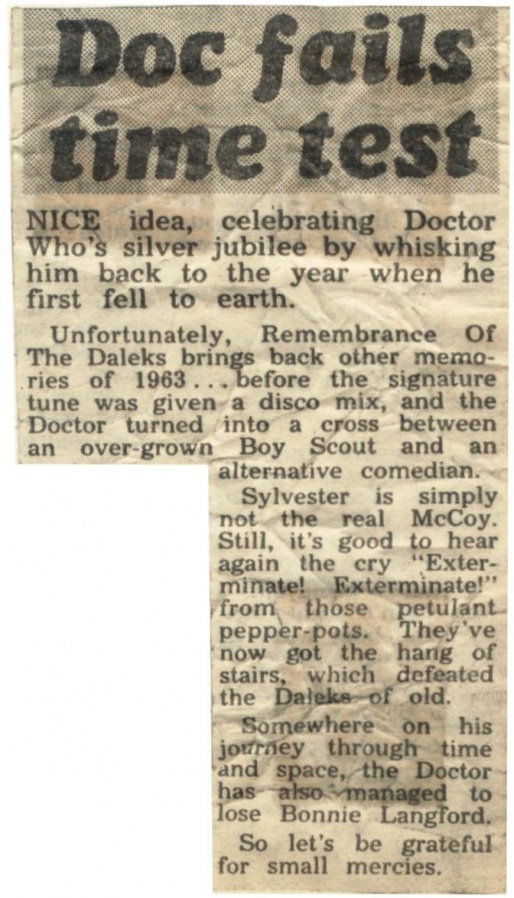 Doc fails
time test
NICE idea, celebrating Doctor
Who's silver jubilee by whisking
him back to the year when he
first fell to earth.
Unfortunately, Remembrance Of
The Daleks brings back other memo-
ries of 1963 ... before the signature
tune was given a disco mix, and the
Doctor turned into a cross between
an over-grown Boy Scout and an
alternative comedian.
Sylvester is simply
not the real McCoy.
Still, it's good to hear
again the cry "Exter-
minate! Exterminate!"
from those petulant
pepper-pots. They've
now got the hang of
stairs, which defeated
the Daleks of old.
Somewhere on his
journey through time
and space, the Doctor
has also managed to
lose Bonnie Langford.
So let's be grateful
for small mercies.